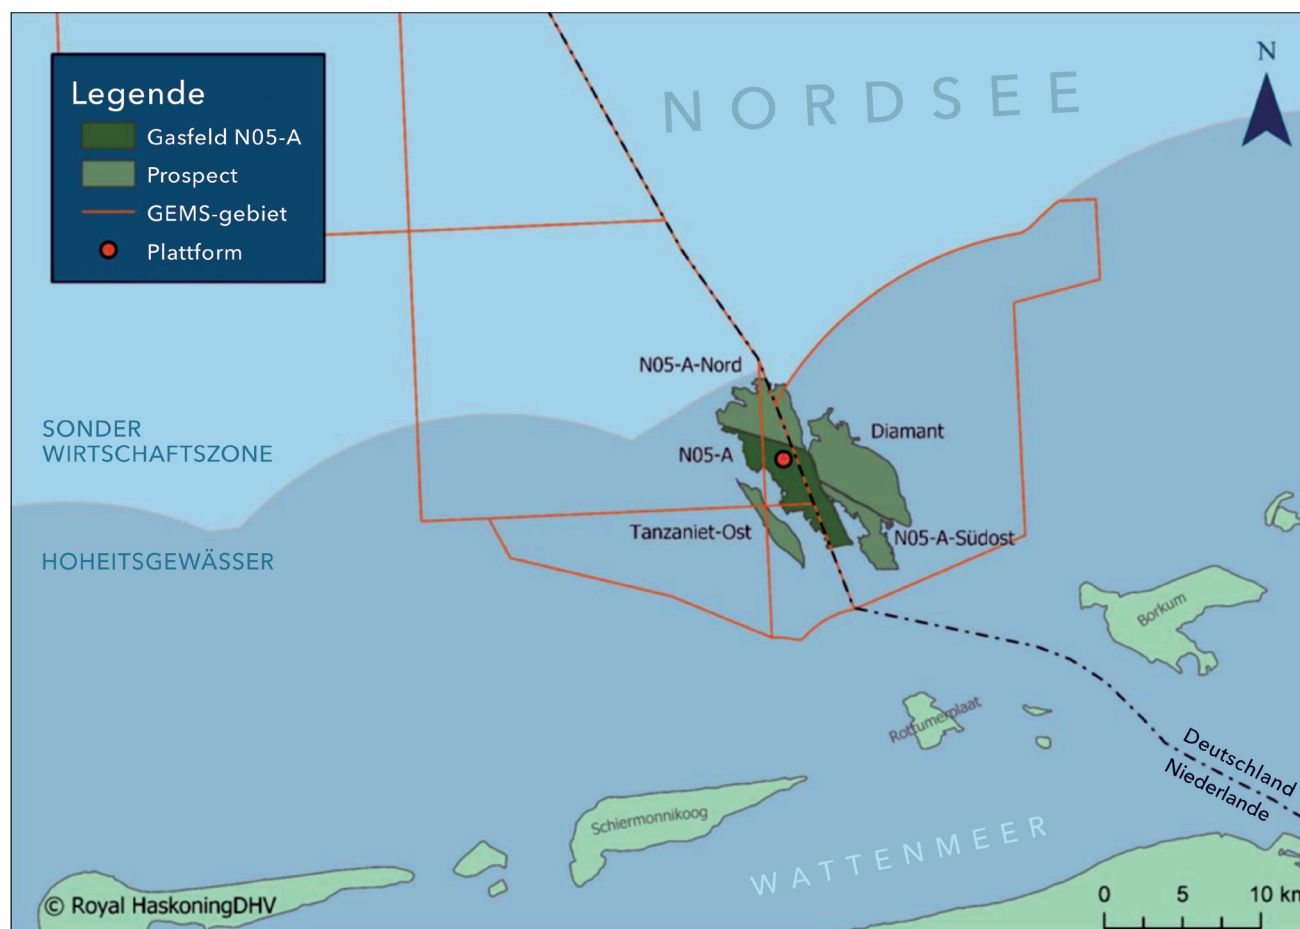 NORDSEE
N
Legende
Gasfeld N05-A
Prospect
GEMS-gebiet
Plattform
N05-A-Nord
SONDER
WIRTSCHAFTSZONE
Diamant
N05-A
Tanzaniet-Ost
N05-A-Südost
HOHEITSGEWÄSSER
Borkum
Rottumerplaat
Deutschland
Niederlande
Schiermonnikoog
WATTENMEER
© Royal HaskoningDHV
0 5 10 km